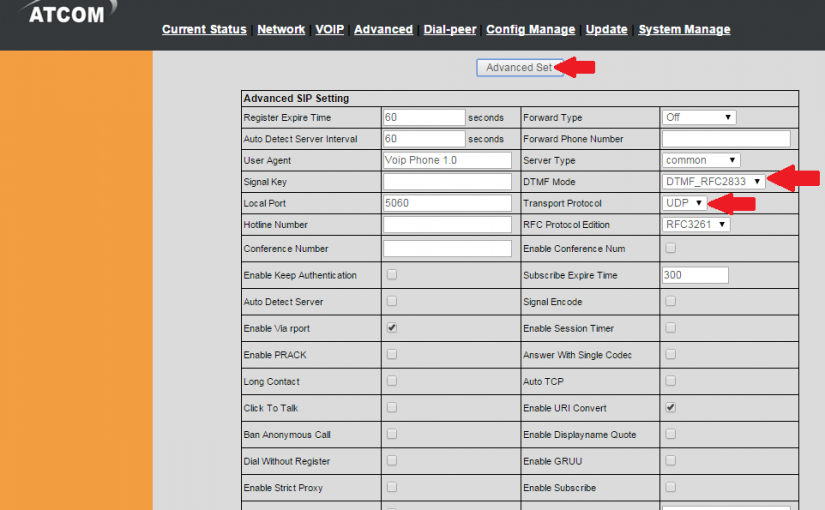 ATCOM
Current Status | Network | VOIP | Advanced | Dial-peer | Config Manage | Update | System Manage
Advanced Set
Advanced SIP Setting
Register Expire Time 60 seconds Forward Type Off
Auto Detect Server Interval 60 seconds Forward Phone Number
User Agent Voip Phone 1.0 Server Type common
Signal Key DTMF Mode DTMF_RFC2833
Local Port 5060 Transport Protocol UDP
Hotline Number RFC Protocol Edition RFC3261
Conference Number Enable Conference Num
Enable Keep Authentication Subscribe Expire Time 300
Auto Detect Server Signal Encode
Enable Via rport Enable Session Timer
Enable PRACK Answer With Single Codec
Long Contact Auto TCP
Click To Talk Enable URI Convert
Ban Anonymous Call Enable Displayname Quote
Dial Without Register Enable GRUU
Enable Strict Proxy Enable Subscribe